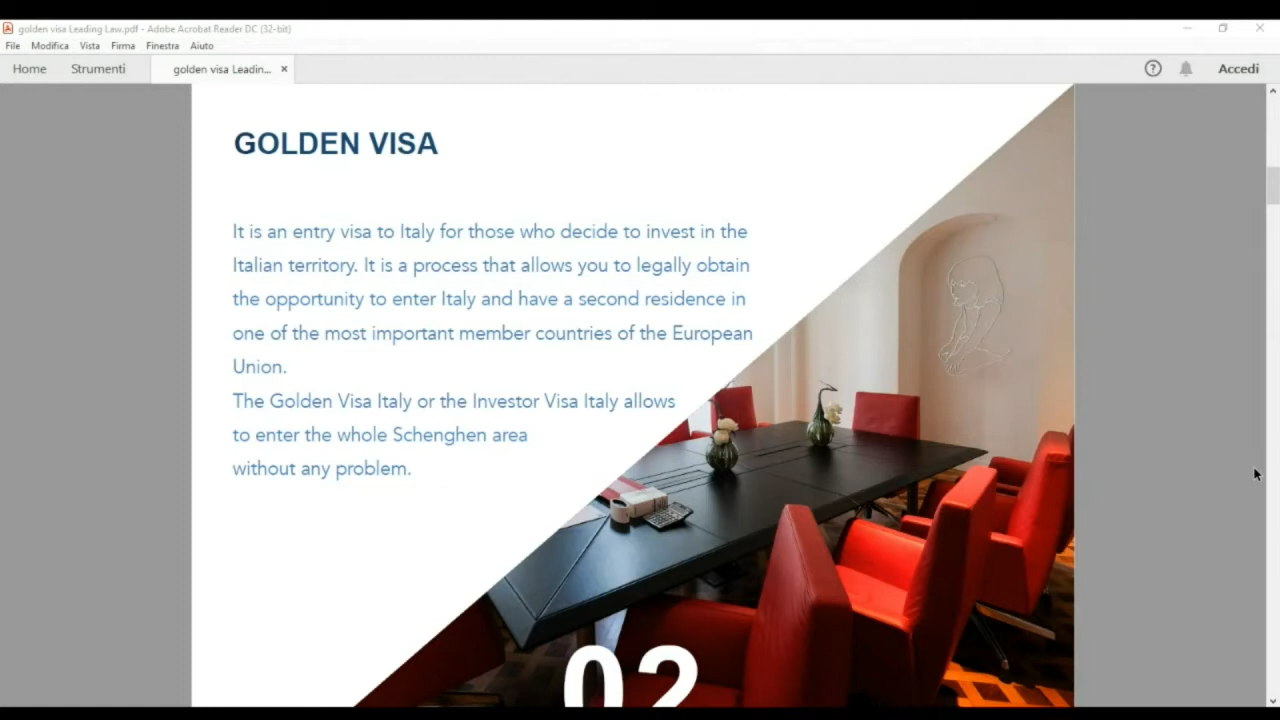 golden visa Leading Law.pdf - Adobe Acrobat Reader DC (32-bit)
File Modifica Vista Firma Finestra Aiuto
Home Strumenti golden visa Leadin... × ? Accedi
GOLDEN VISA
It is an entry visa to Italy for those who decide to invest in the
Italian territory. It is a process that allows you to legally obtain
the opportunity to enter Italy and have a second residence in
one of the most important member countries of the European
Union.
The Golden Visa Italy or the Investor Visa Italy allows
to enter the whole Schenghen area
without any problem.
02